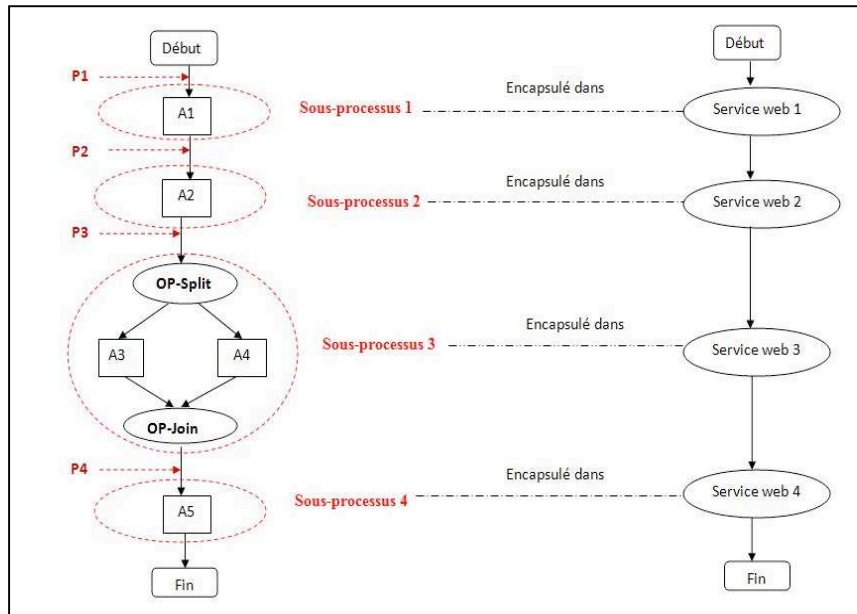 Début
Début
P1
Encapsulé dans
A1
Sous-processus 1
Service web 1
P2
Encapsulé dans
A2
Sous-processus 2
Service web 2
P3
OP-Split
Encapsulé dans
A3
A4
Sous-processus 3
Service web 3
OP-Join
P4
Encapsulé dans
Sous-processus 4
Service web 4
A5
Fin
Fin